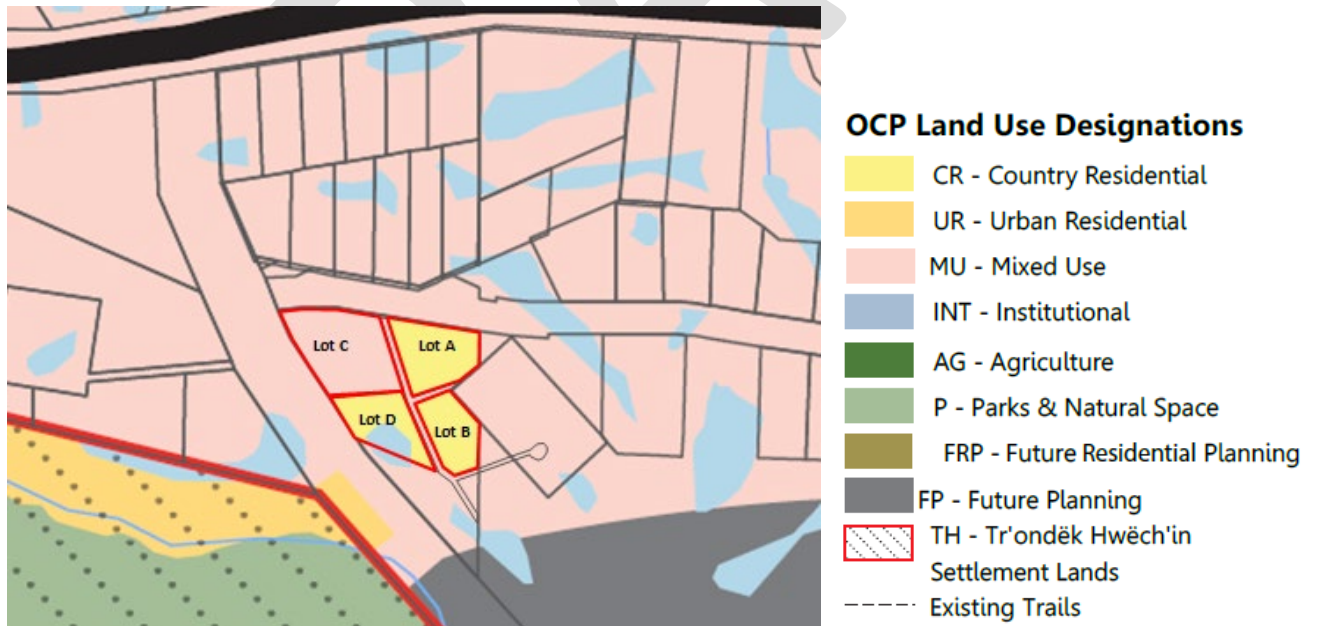 Lot C
Lot A
Lot D
Lot B
OCP Land Use Designations
CR - Country Residential
UR - Urban Residential
MU - Mixed Use
INT - Institutional
AG - Agriculture
P - Parks & Natural Space
FRP - Future Residential Planning
FP - Future Planning
TH - Tr'ondëk Hwëch'in
Settlement Lands
Existing Trails